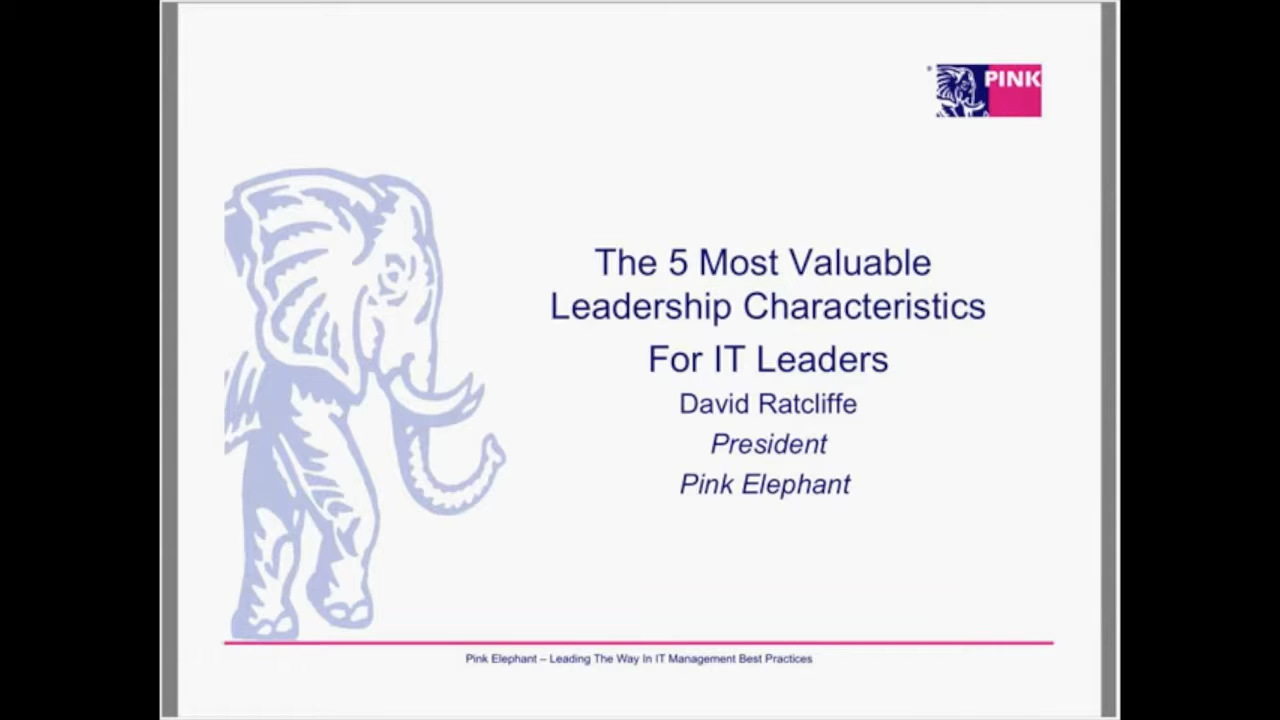 PINK
The 5 Most Valuable
Leadership Characteristics
For IT Leaders
David Ratcliffe
President
Pink Elephant
Pink Elephant – Leading The Way In IT Management Best Practices